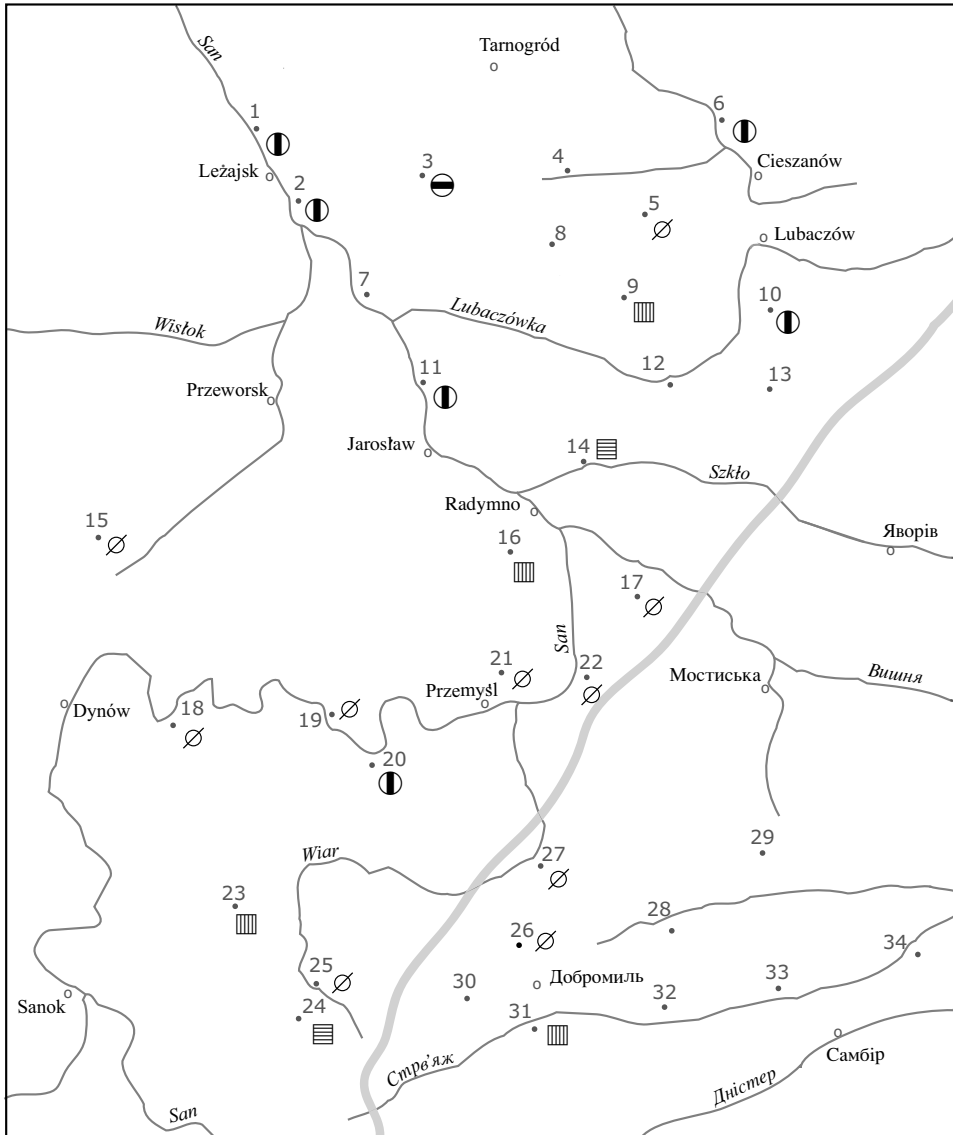 San
Tarnogród
1
6
3
4
Leżajsk
Cieszanów
2
5
8
Lubaczów
7
9
10
Lubaczówka
Wisłok
12
13
11
Przeworsk
Jarosław
14
Szkło
Radymno
15
Яворів
16
17
San
21
22
Przemyśl
Мостиська
Вишня
Dynów
18
19
20
Wiar
27
29
23
28
26
34
25
30
Добромиль
33
Sanok
24
31
32
Стрв’яж
Самбір
Дністер
San